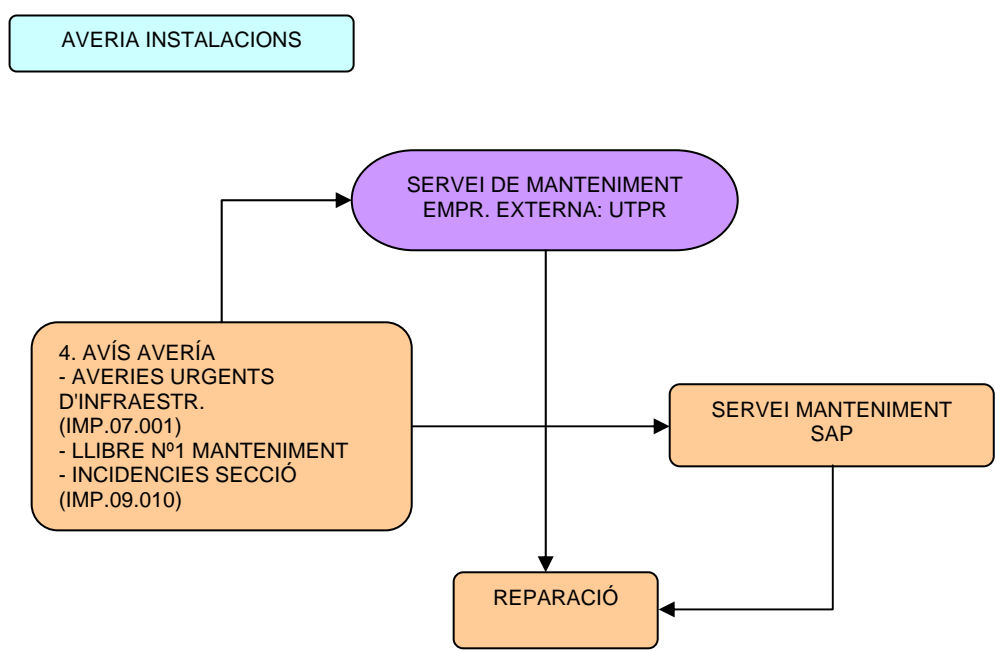 AVERIA INSTALACIONS
SERVEI DE MANTENIMENT
EMPR. EXTERNA: UTPR
4. AVÍS AVERÍA
- AVERIES URGENTS
D'INFRAESTR.
(IMP.07.001)
- LLIBRE Nº1 MANTENIMENT
- INCIDENCIES SECCIÓ
(IMP.09.010)
SERVEI MANTENIMENT
SAP
REPARACIÓ